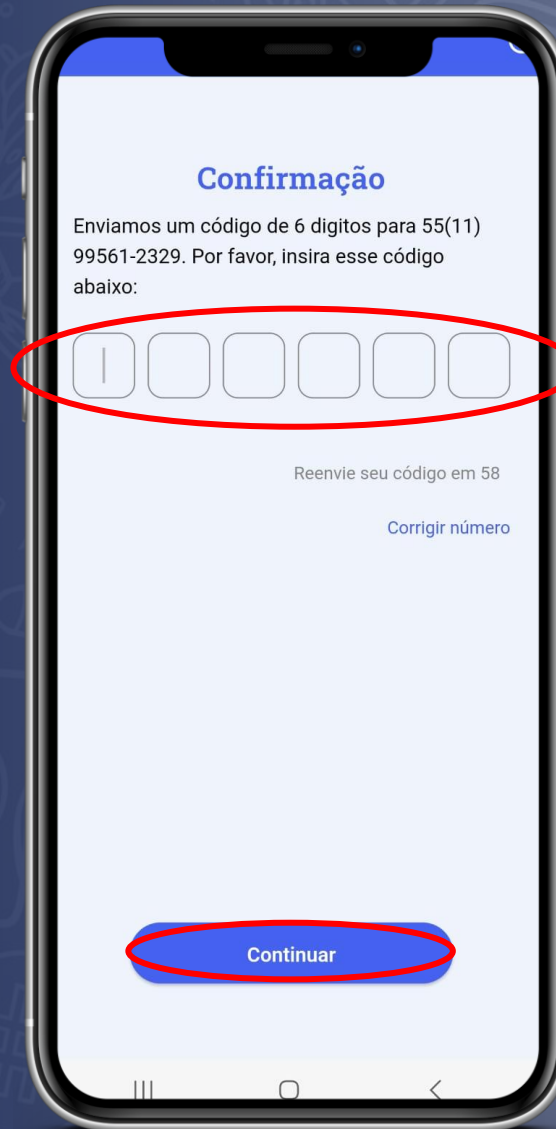 Confirmação
Enviamos um código de 6 digitos para 55(11)
99561-2329. Por favor, insira esse código
abaixo:
Reenvie seu código em 58
Corrigir número
Continuar